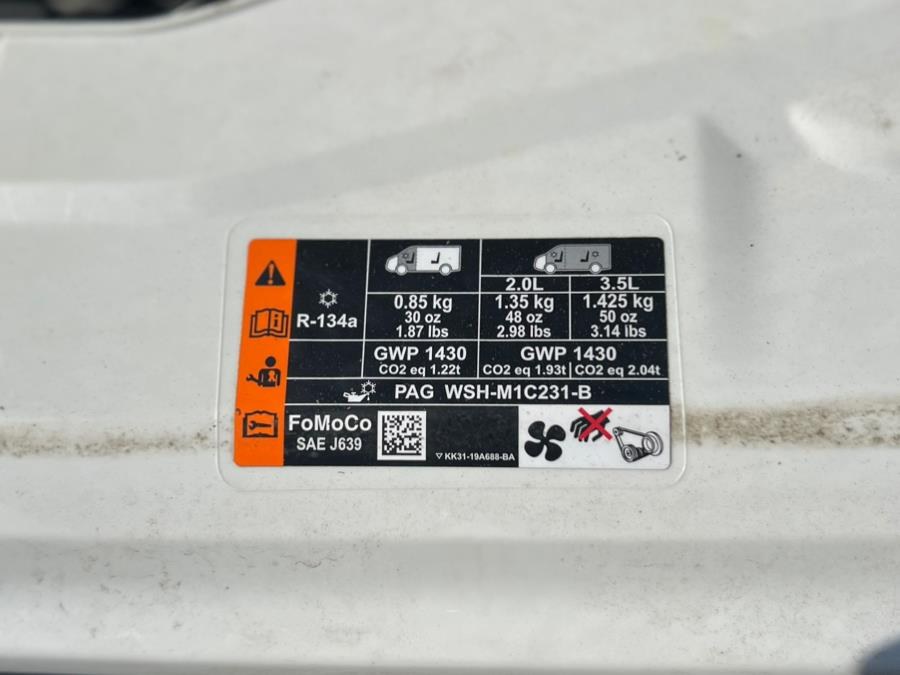 2.0L 3.5L
R-134a
0.85 kg 1.35 kg 1.425 kg
30 oz 48 oz 50 oz
1.87 lbs 2.98 lbs 3.14 lbs
GWP 1430 GWP 1430
CO2 eq 1.22t CO2 eq 1.93t CO2 eq 2.04t
PAG WSH-M1C231-B
FoMoCo
SAE J639
KK31-19A688-BA